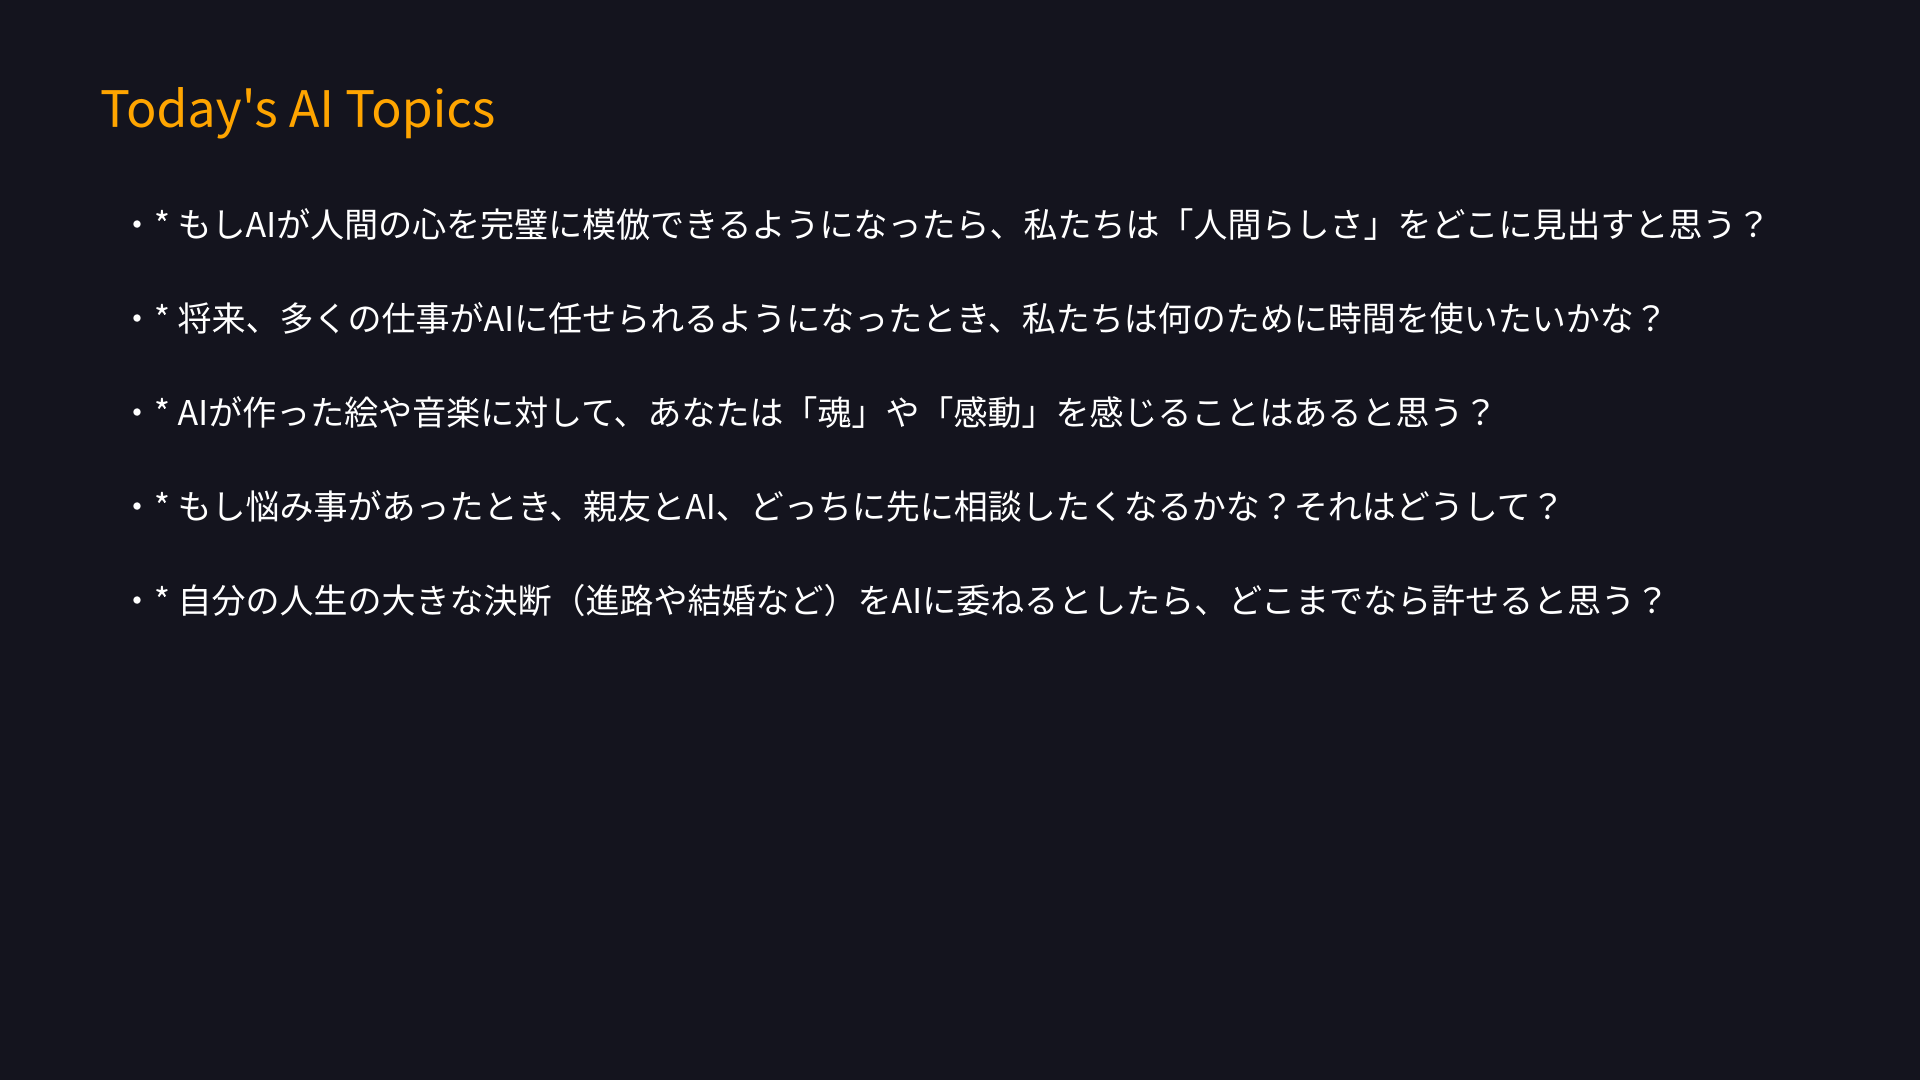 Today's AI Topics
・* もしAIが人間の心を完璧に模倣できるようになったら、私たちは「人間らしさ」をどこに見出すと思う？
・* 将来、多くの仕事がAIに任せられるようになったとき、私たちは何のために時間を使いたいかな？
・* AIが作った絵や音楽に対して、あなたは「魂」や「感動」を感じることはあると思う？
・* もし悩み事があったとき、親友とAI、どっちに先に相談したくなるかな？それはどうして？
・* 自分の人生の大きな決断（進路や結婚など）をAIに委ねるとしたら、どこまでなら許せると思う？